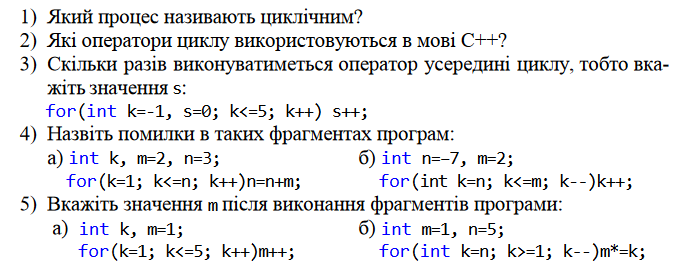 1) Який процес називають циклічним?
2) Які оператори циклу використовуються в мові С++?
3) Скільки разів виконуватиметься оператор усередині циклу, тобто вка-
жіть значення s:
for(int k=-1, s=0; k<=5; k++) s++;
4) Назвіть помилки в таких фрагментах програм:
а) int k, m=2, n=3; б) int n=–7, m=2;
for(k=1; k<=n; k++)n=n+m; for(int k=n; k<=m; k--)k++;
5) Вкажіть значення m після виконання фрагментів програми:
а) int k, m=1; б) int m=1, n=5;
for(k=1; k<=5; k++)m++; for(int k=n; k>=1; k--)m*=k;